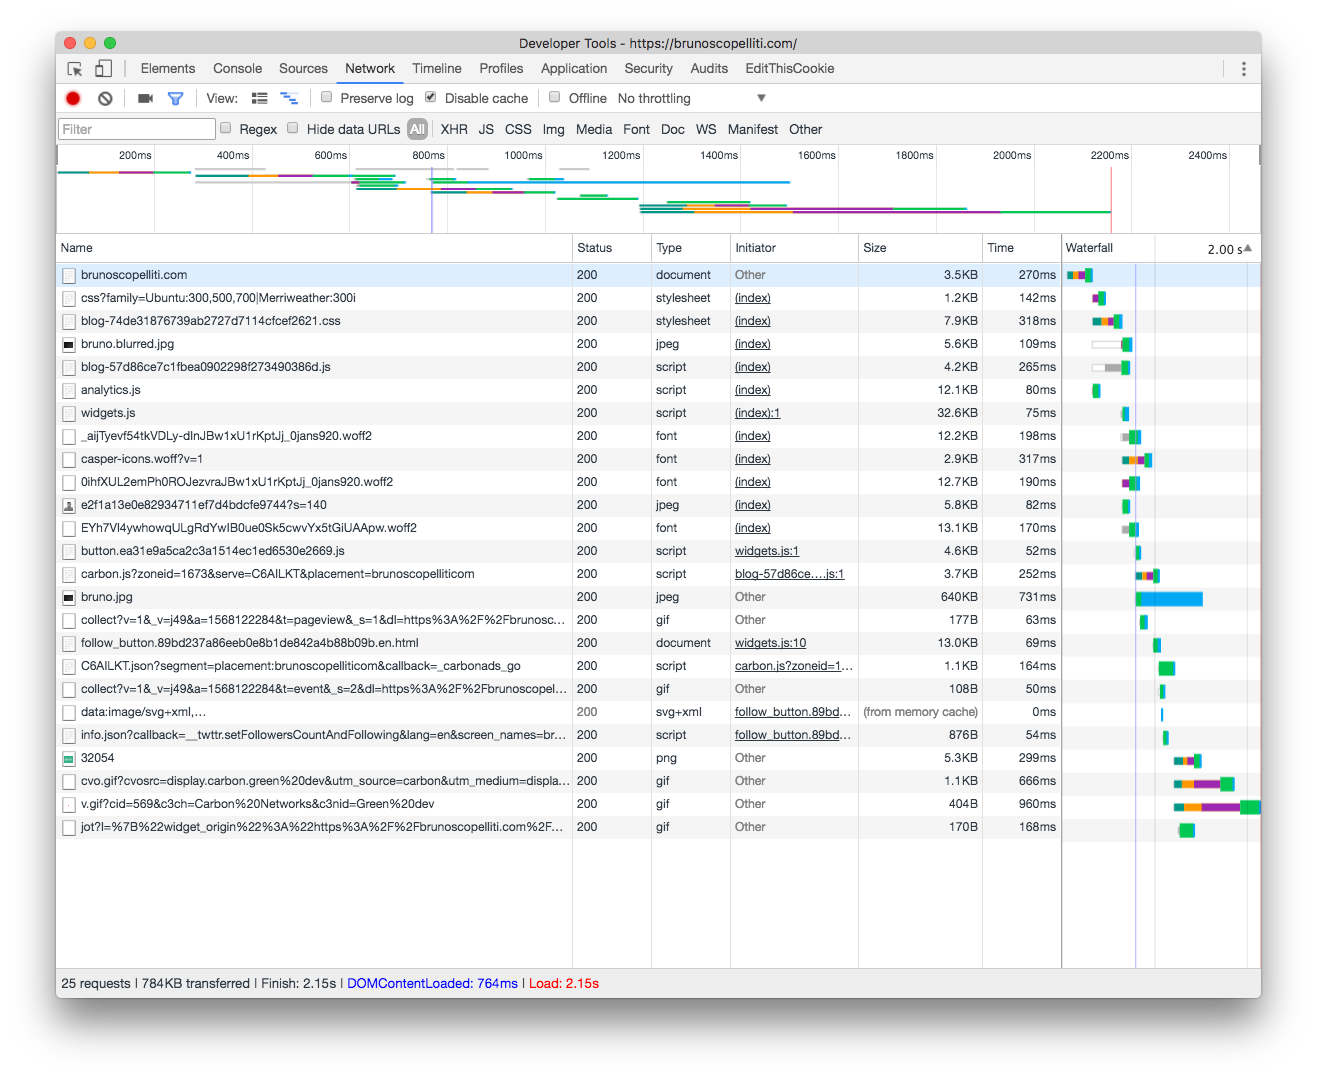 Developer Tools - https://brunoscopelliti.com/
Elements Console Sources Network Timeline Profiles Application Security Audits EditThisCookie
View: Preserve log Disable cache Offline No throttling
Filter Regex Hide data URLs All XHR JS CSS Img Media Font Doc WS Manifest Other
200ms 400ms 600ms 800ms 1000ms 1200ms 1400ms 1600ms 1800ms 2000ms 2200ms 2400ms
Name Status Type Initiator Size Time Waterfall 2.00 s
brunoscopelliti.com 200 document Other 3.5KB 270ms
css?family=Ubuntu:300,500,700|Merriweather:300i 200 stylesheet (index) 1.2KB 142ms
blog-74de31876739ab2727d7114cfcef2621.css 200 stylesheet (index) 7.9KB 318ms
bruno.blurred.jpg 200 jpeg (index) 5.6KB 109ms
blog-57d86ce7c1fbea0902298f273490386d.js 200 script (index) 4.2KB 265ms
analytics.js 200 script (index) 12.1KB 80ms
widgets.js 200 script (index):1 32.6KB 75ms
_aijTyevf54tkVDLy-dInJBw1xU1rKptJj_0jans920.woff2 200 font (index) 12.2KB 198ms
casper-icons.woff?v=1 200 font (index) 2.9KB 317ms
0ihfXUL2emPh0ROJezvraJBw1xU1rKptJj_0jans920.woff2 200 font (index) 12.7KB 190ms
e2f1a13e0e82934711ef7d4bdcfe9744?s=140 200 jpeg (index) 5.8KB 82ms
EYh7Vl4ywhowqULgRdYwIB0ue0Sk5cwvYx5tGiUAApw.woff2 200 font (index) 13.1KB 170ms
button.ea31e9a5ca2c3a1514ec1ed6530e2669.js 200 script widgets.js:1 4.6KB 52ms
carbon.js?zoneid=1673&serve=C6AILKT&placement=brunoscopelliticom 200 script blog-57d86ce….js:1 3.7KB 252ms
bruno.jpg 200 jpeg Other 640KB 731ms
collect?v=1&_v=j49&a=1568122284&t=pageview&_s=1&dl=https%3A%2F%2Fbrunosc… 200 gif Other 177B 63ms
follow_button.89bd237a86eeb0e8b1de842a4b88b09b.en.html 200 document widgets.js:10 13.0KB 69ms
C6AILKT.json?segment=placement:brunoscopelliticom&callback=_carbonads_go 200 script carbon.js?zoneid=1… 1.1KB 164ms
collect?v=1&_v=j49&a=1568122284&t=event&_s=2&dl=https%3A%2F%2Fbrunoscopel… 200 gif Other 108B 50ms
data:image/svg+xml,… 200 svg+xml follow_button.89bd… (from memory cache) 0ms
info.json?callback=__twttr.setFollowersCountAndFollowing&lang=en&screen_names=br… 200 script follow_button.89bd… 876B 54ms
32054 200 png Other 5.3KB 299ms
cvo.gif?cvosrc=display.carbon.green%20dev&utm_source=carbon&utm_medium=displa… 200 gif Other 1.1KB 666ms
v.gif?cid=569&c3ch=Carbon%20Networks&c3nid=Green%20dev 200 gif Other 404B 960ms
jot?l=%7B%22widget_origin%22%3A%22https%3A%2F%2Fbrunoscopelliti.com%2F… 200 gif Other 170B 168ms
25 requests | 784KB transferred | Finish: 2.15s | DOMContentLoaded: 764ms | Load: 2.15s